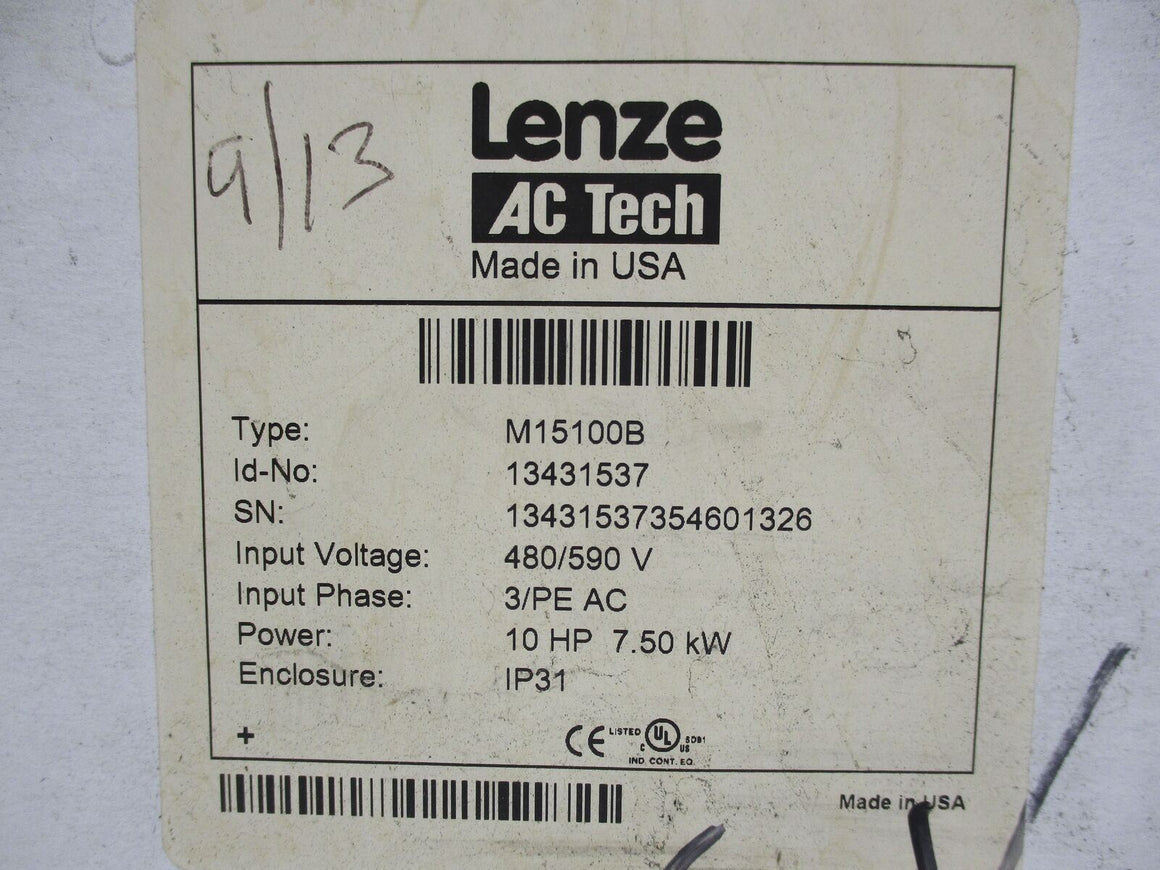 9/13
Lenze
AC Tech
Made in USA
Type: M15100B
Id-No: 13431537
SN: 13431537354601326
Input Voltage: 480/590 V
Input Phase: 3/PE AC
Power: 10 HP 7.50 kW
Enclosure: IP31
+
CE LISTED C UL US 5D81
IND. CONT. EQ.
Made in USA